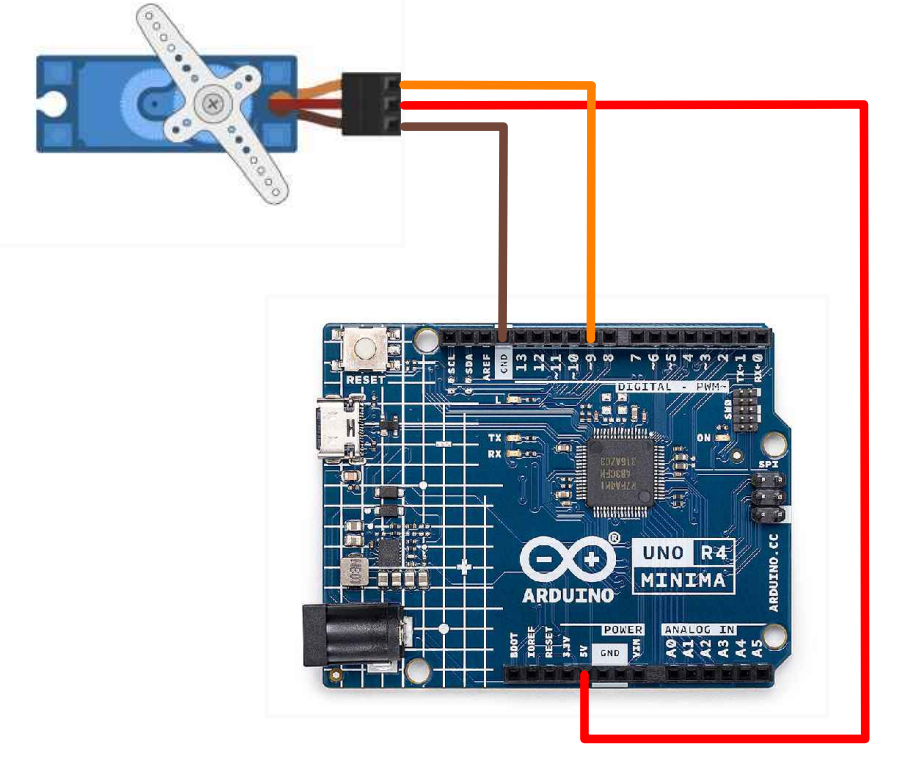 RESET
SCL
SDA
AREF
GND
13
12
~11
~10
~9
8
7
~6
~5
4
~3
2
TX→1
RX←0
DIGITAL - PWM~
L
TX
RX
ON
SWD
SPI
R7FA4M1
AB3CFM
®
UNO R4
MINIMA
ARDUINO
ARDUINO.CC
POWER
ANALOG IN
BOOT
IOREF
RESET
3.3V
5V
GND
VIN
A0
A1
A2
A3
A4
A5